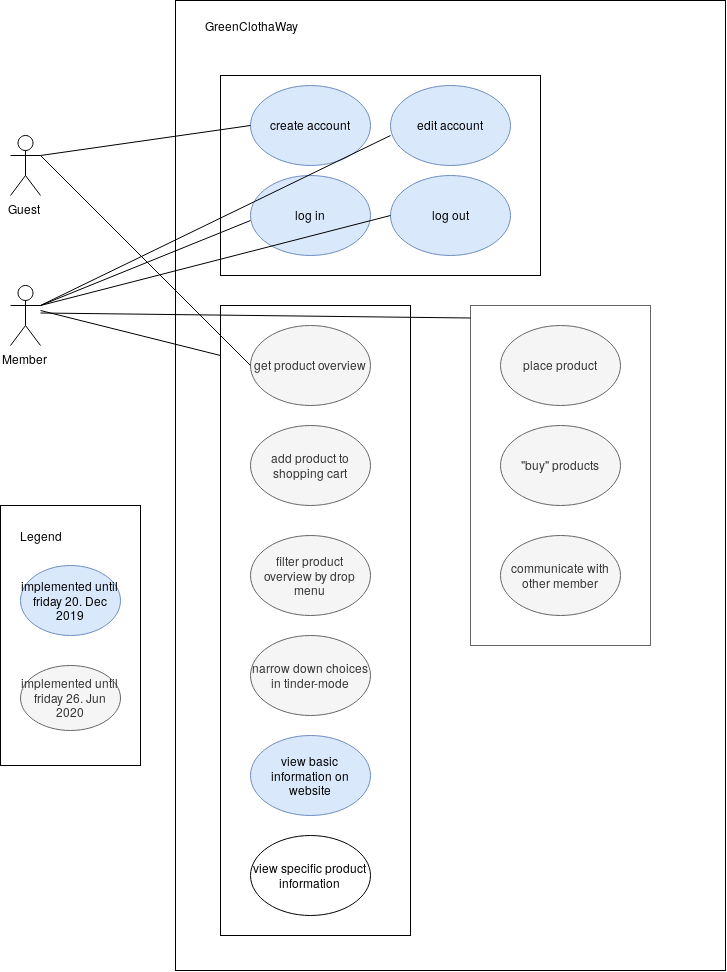 GreenClothaWay
create account
edit account
log in
log out
Guest
Member
get product overview
add product to
shopping cart
filter product
overview by drop
menu
narrow down choices
in tinder-mode
view basic
information on
website
view specific product
information
place product
"buy" products
communicate with
other member
Legend
implemented until
friday 20. Dec
2019
implemented until
friday 26. Jun
2020